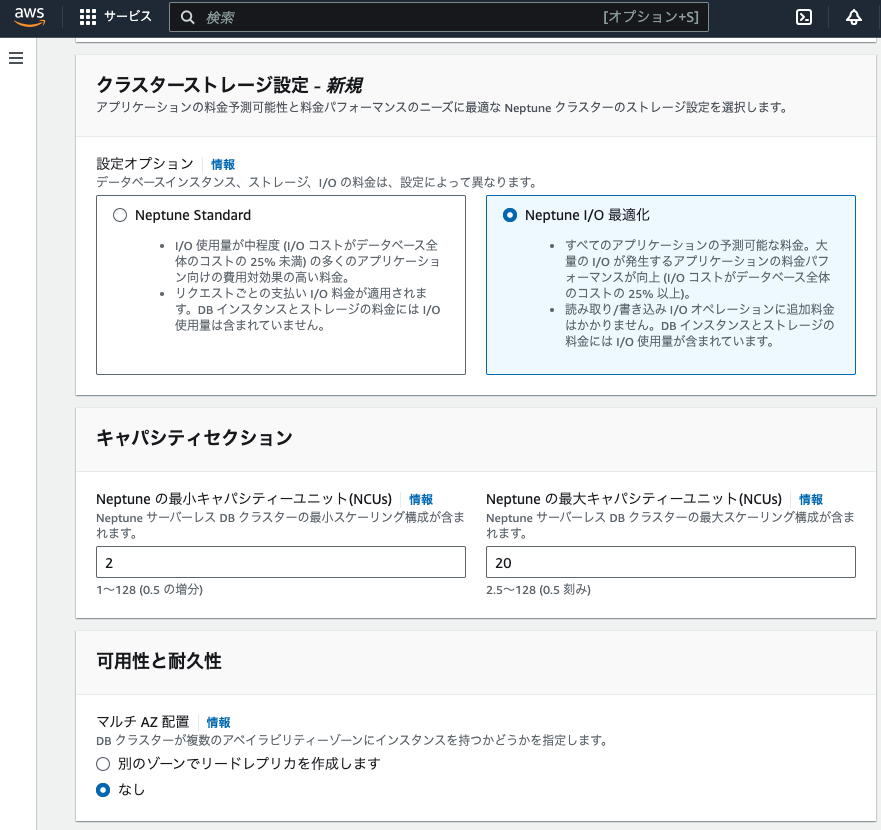 aws
サービス
検索
[オプション+S]
クラスターストレージ設定 - 新規
アプリケーションの料金予測可能性と料金パフォーマンスのニーズに最適な Neptune クラスターのストレージ設定を選択します。
設定オプション 情報
データベースインスタンス、ストレージ、I/O の料金は、設定によって異なります。
Neptune Standard
• I/O 使用量が中程度 (I/O コストがデータベース全
体のコストの 25% 未満) の多くのアプリケーショ
ン向けの費用対効果の高い料金。
• リクエストごとの支払い I/O 料金が適用されま
す。DB インスタンスとストレージの料金には I/O
使用量は含まれていません。
Neptune I/O 最適化
• すべてのアプリケーションの予測可能な料金。大
量の I/O が発生するアプリケーションの料金パフ
ォーマンスが向上 (I/O コストがデータベース全体
のコストの 25% 以上)。
• 読み取り/書き込み I/O オペレーションに追加料金
はかかりません。DB インスタンスとストレージの
料金には I/O 使用量が含まれています。
キャパシティセクション
Neptune の最小キャパシティーユニット(NCUs) 情報
Neptune サーバーレス DB クラスターの最小スケーリング構成が含ま
れます。
2
1〜128 (0.5 の増分)
Neptune の最大キャパシティーユニット(NCUs) 情報
Neptune サーバーレス DB クラスターの最大スケーリング構成が含ま
れます。
20
2.5〜128 (0.5 刻み)
可用性と耐久性
マルチ AZ 配置 情報
DB クラスターが複数のアベイラビリティーゾーンにインスタンスを持つかどうかを指定します。
別のゾーンでリードレプリカを作成します
なし